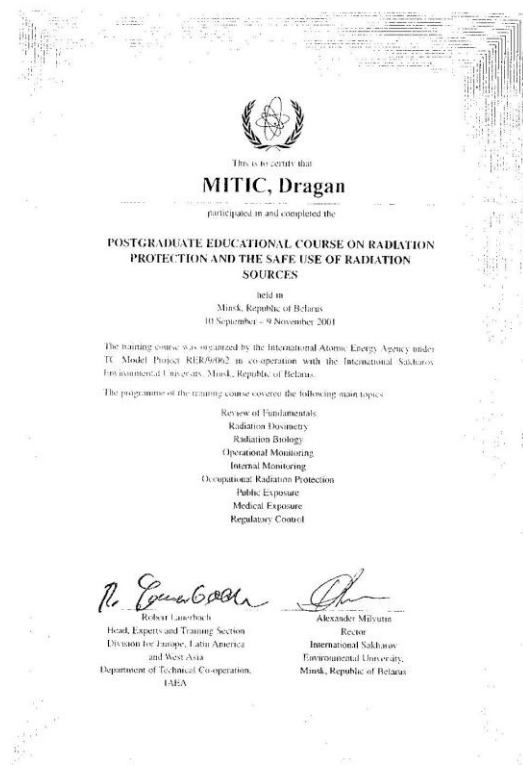 This is to certify that
MITIC, Dragan
participated in and completed the
POSTGRADUATE EDUCATIONAL COURSE ON RADIATION
PROTECTION AND THE SAFE USE OF RADIATION
SOURCES
held in
Minsk, Republic of Belarus
10 September – 9 November 2001
The training course was organized by the International Atomic Energy Agency under
TC Model Project RER/9/062 in co-operation with the International Sakharov
Environmental University, Minsk, Republic of Belarus.
The programme of the training course covered the following main topics
Review of Fundamentals
Radiation Dosimetry
Radiation Biology
Operational Monitoring
Internal Monitoring
Occupational Radiation Protection
Public Exposure
Medical Exposure
Regulatory Control
Robert Lauerbach
Head, Experts and Training Section
Division for Europe, Latin America
and West Asia
Department of Technical Co-operation,
IAEA
Alexander Milyutin
Rector
International Sakharov
Environmental University,
Minsk, Republic of Belarus